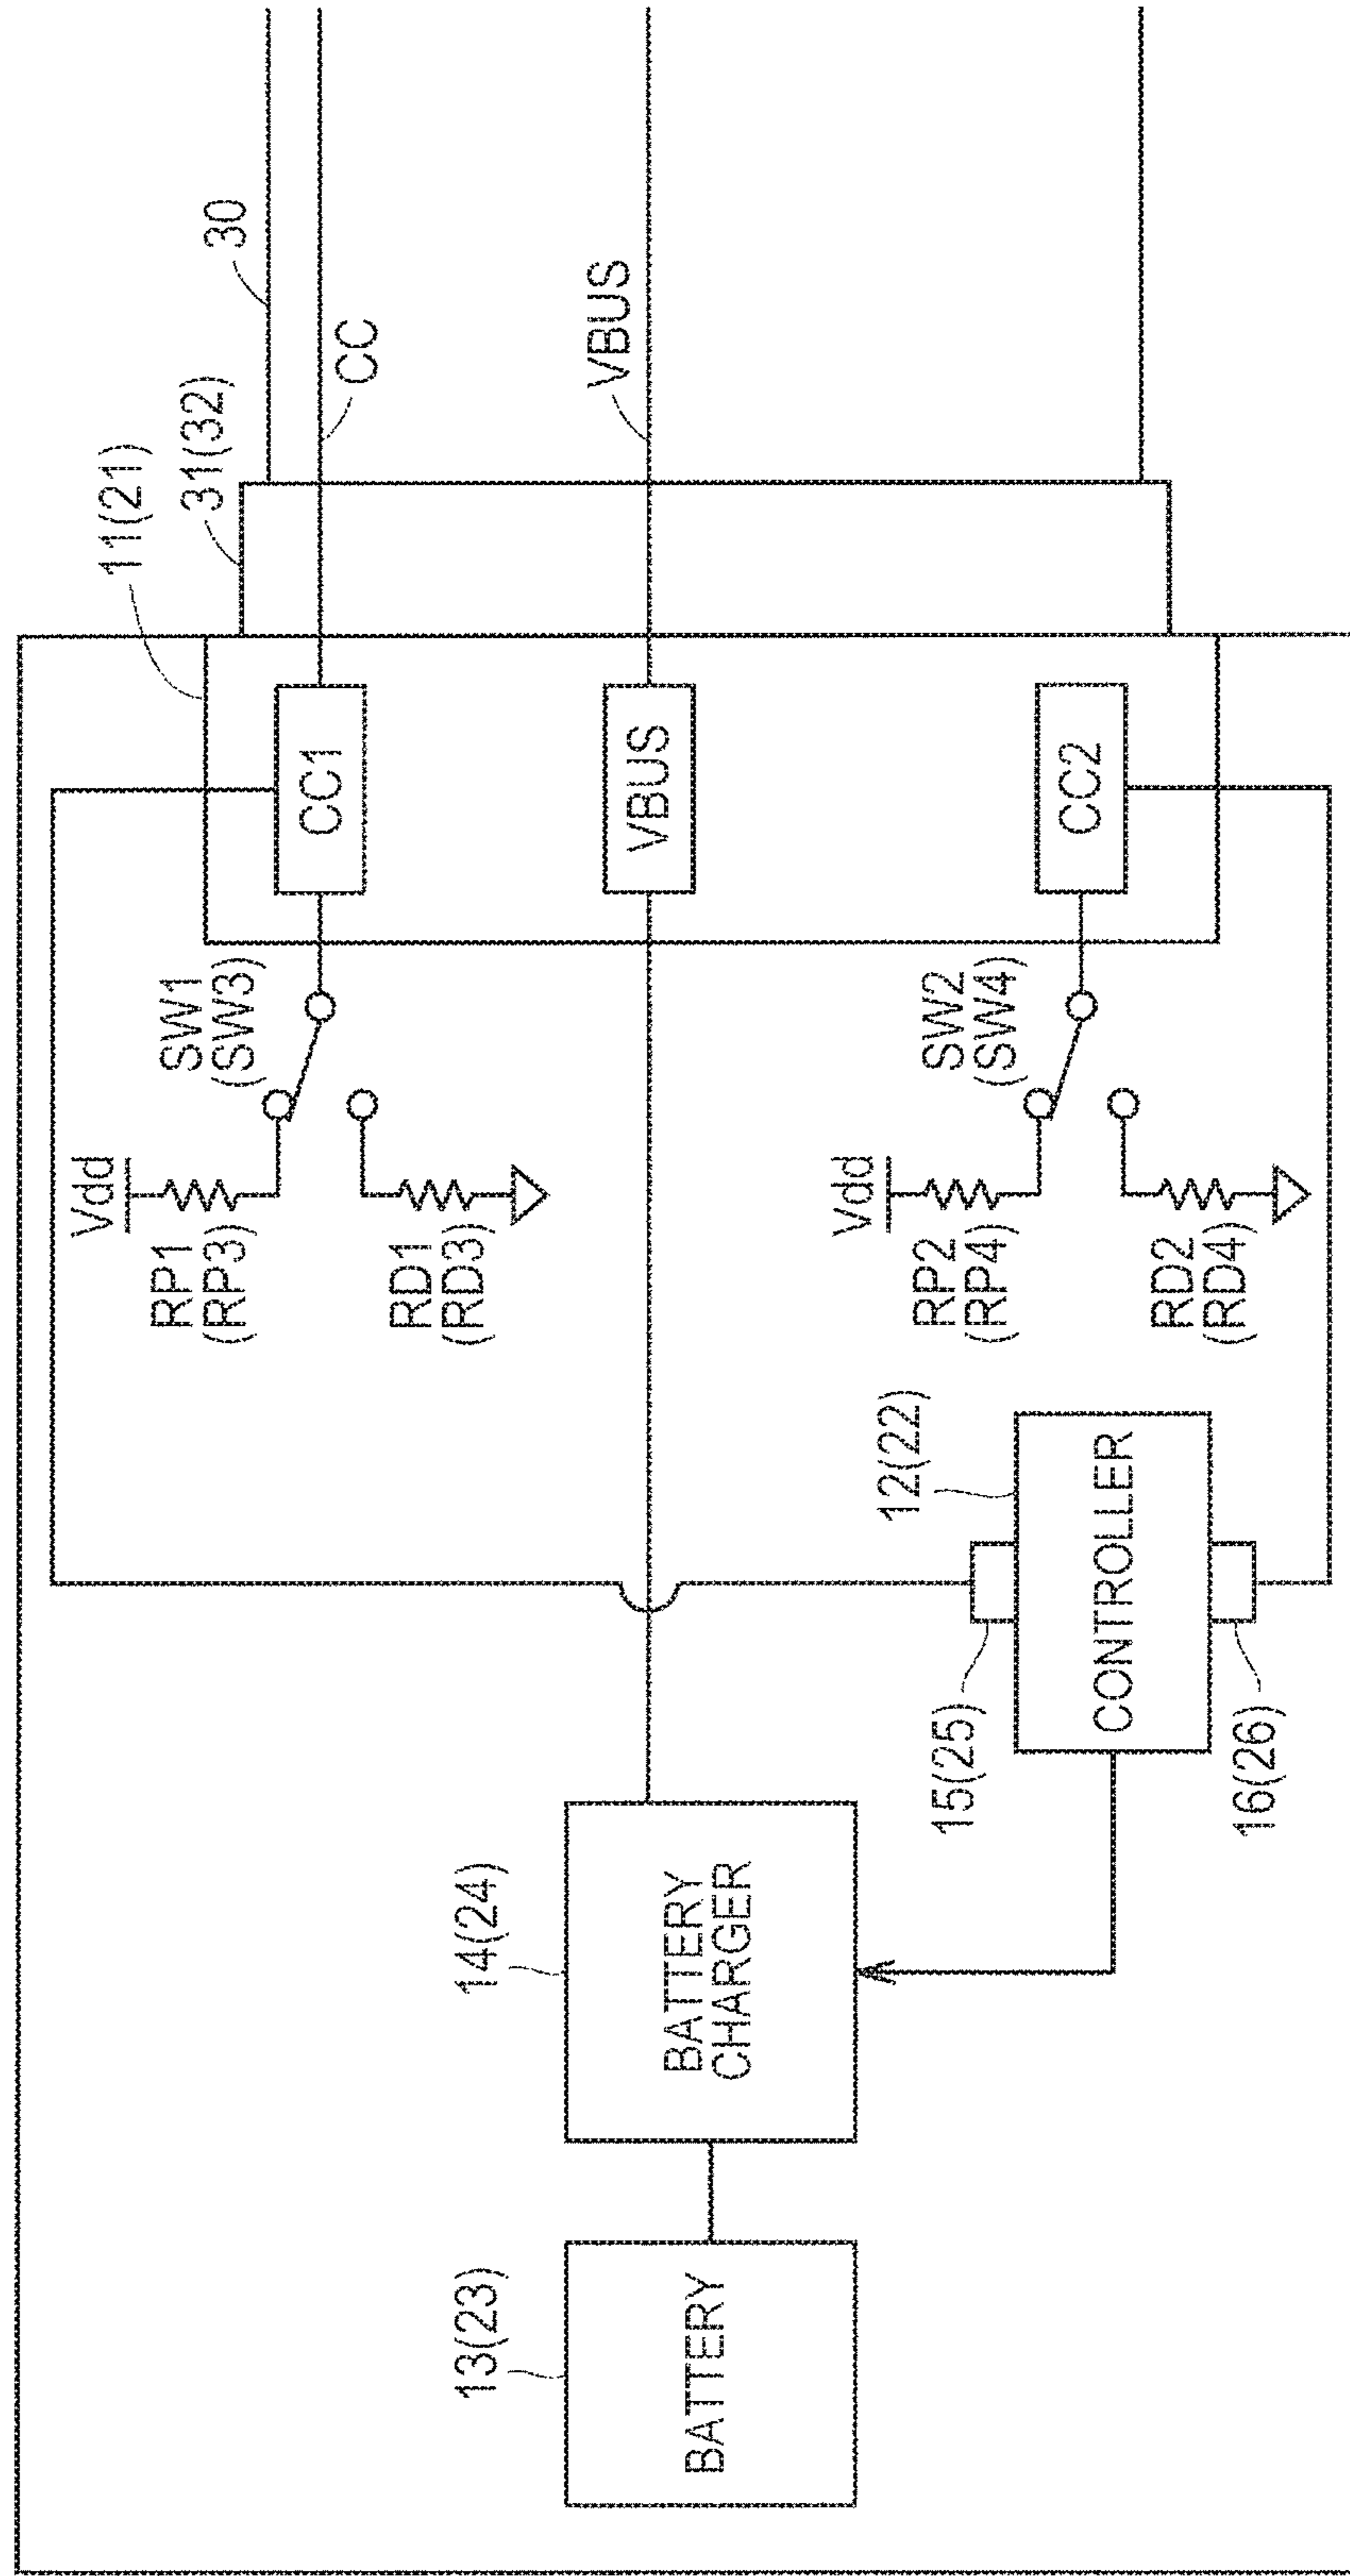 30
31(32)
11(21)
CC
VBUS
CC1
VBUS
CC2
SW1
(SW3)
SW2
(SW4)
Vdd
RP1
(RP3)
RD1
(RD3)
Vdd
RP2
(RP4)
RD2
(RD4)
12(22)
CONTROLLER
15(25)
16(26)
14(24)
BATTERY
CHARGER
13(23)
BATTERY